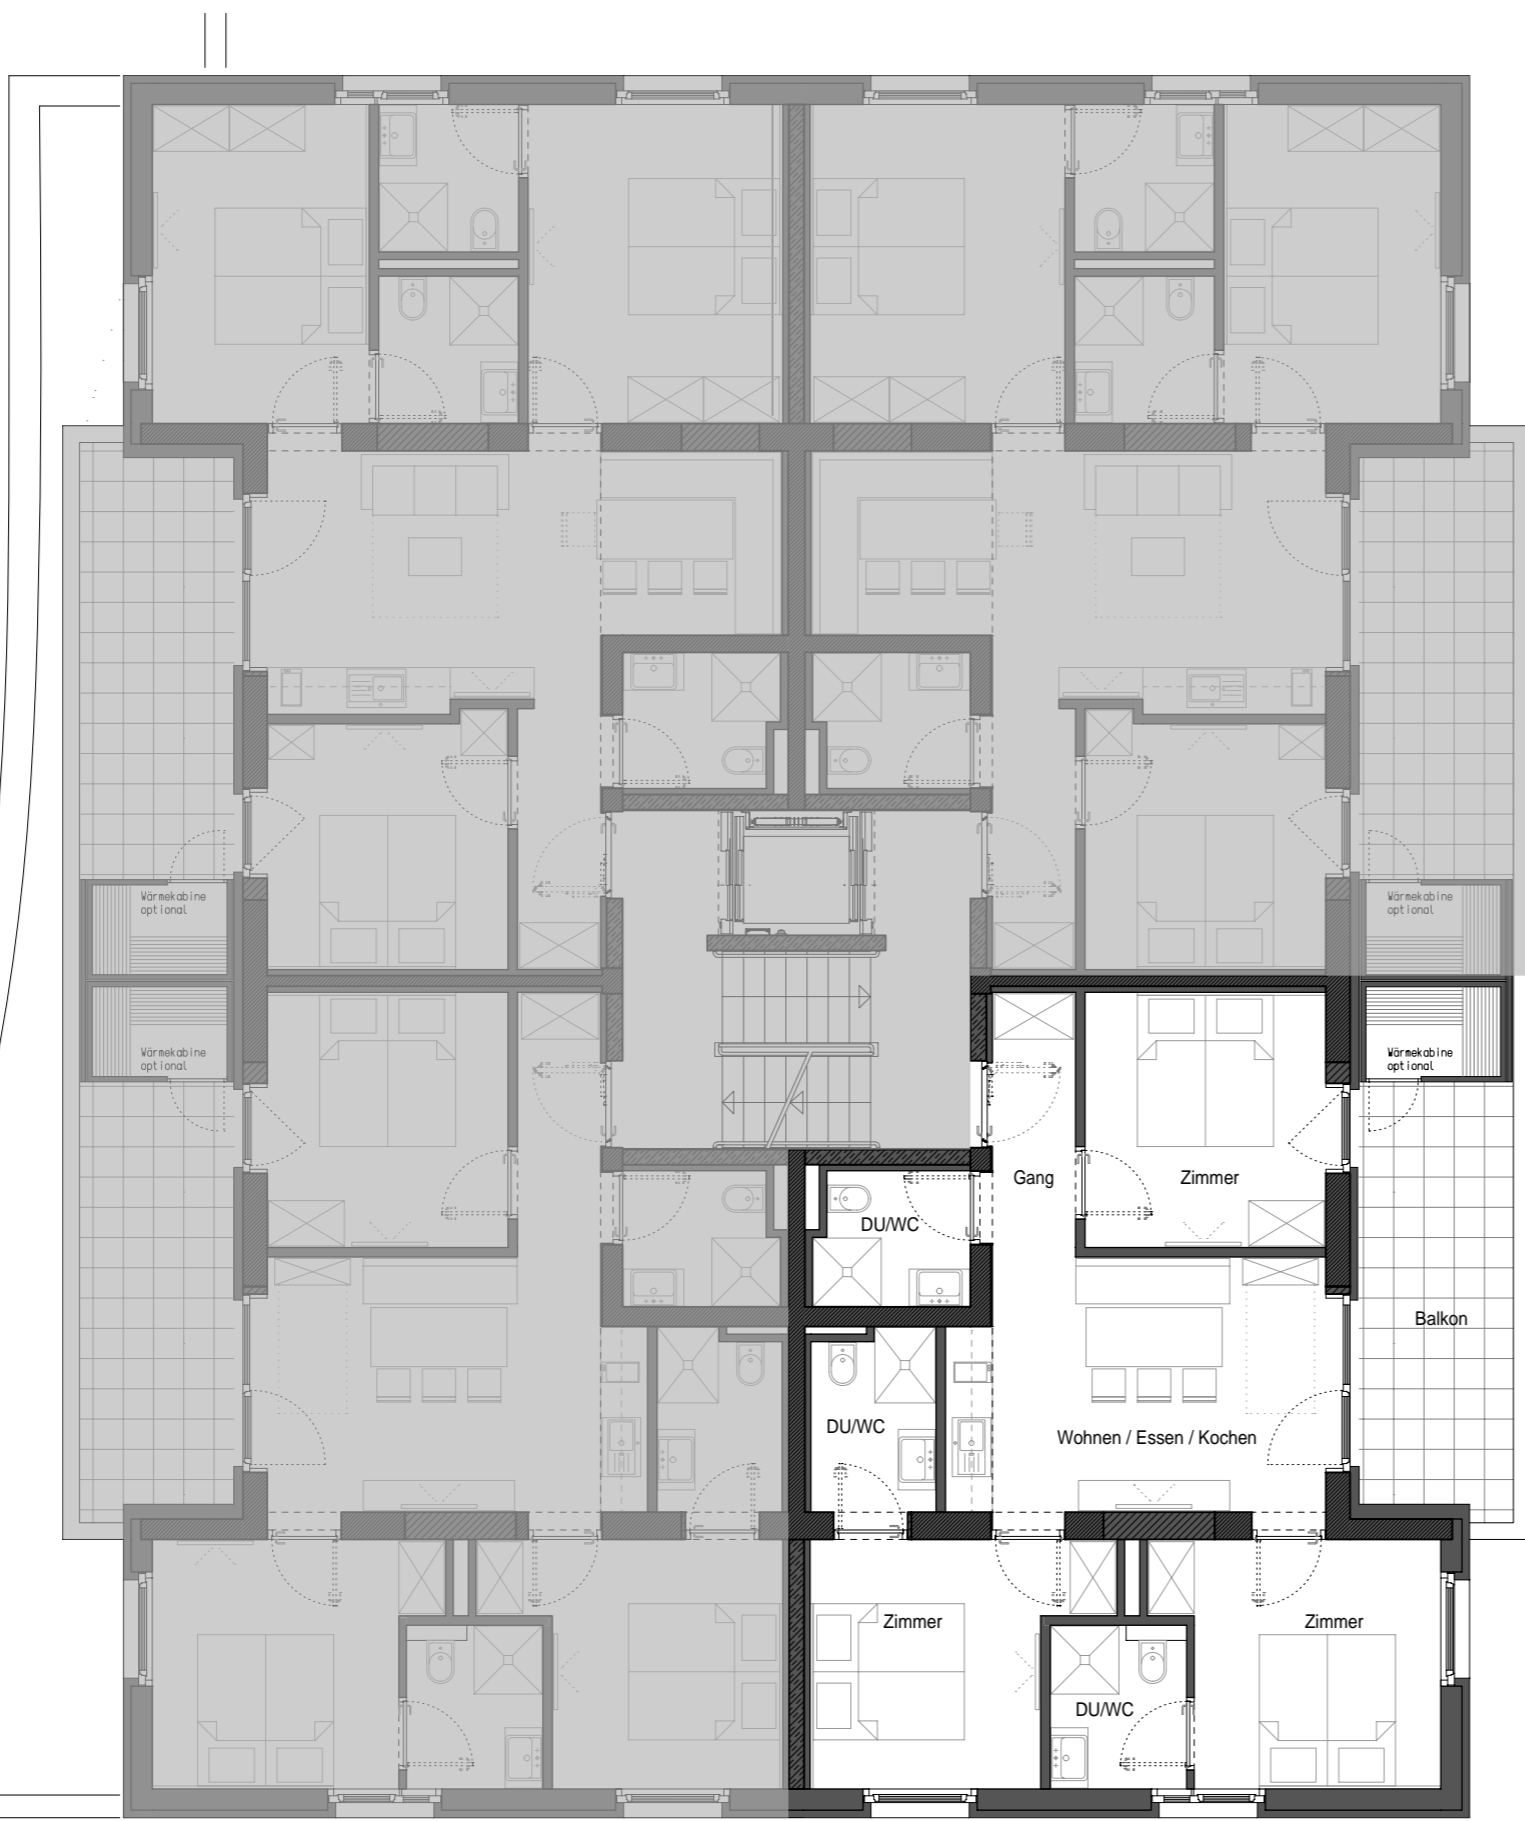 Wärmekabine
optional
Wärmekabine
optional
Wärmekabine
optional
Wärmekabine
optional
Gang
Zimmer
DU/WC
Balkon
DU/WC
Wohnen / Essen / Kochen
Zimmer
Zimmer
DU/WC